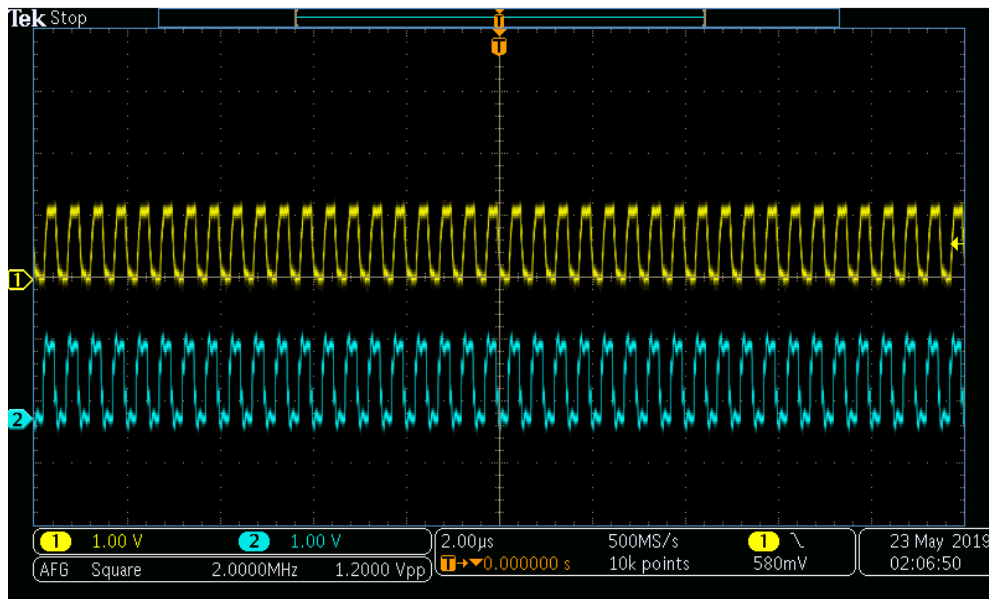 Tek Stop
T
T
1
2
1 1.00 V 2 1.00 V
AFG Square 2.0000MHz 1.2000 Vpp
2.00µs 500MS/s 1 \
T→▼0.000000 s 10k points 580mV
23 May 2019
02:06:50